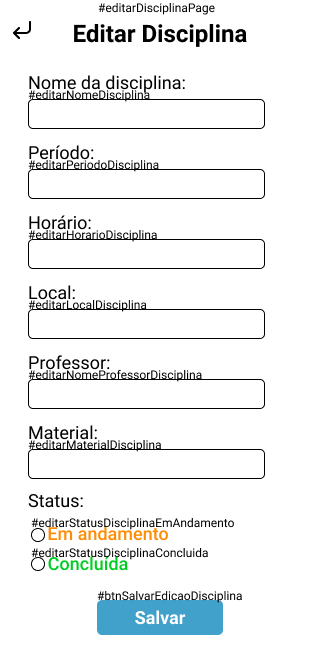 #editarDisciplinaPage
Editar Disciplina
Nome da disciplina:
#editarNomeDisciplina
Período:
#editarPeriodoDisciplina
Horário:
#editarHorarioDisciplina
Local:
#editarLocalDisciplina
Professor:
#editarNomeProfessorDisciplina
Material:
#editarMaterialDisciplina
Status:
#editarStatusDisciplinaEmAndamento
Em andamento
#editarStatusDisciplinaConcluida
Concluída
#btnSalvarEdicaoDisciplina
Salvar